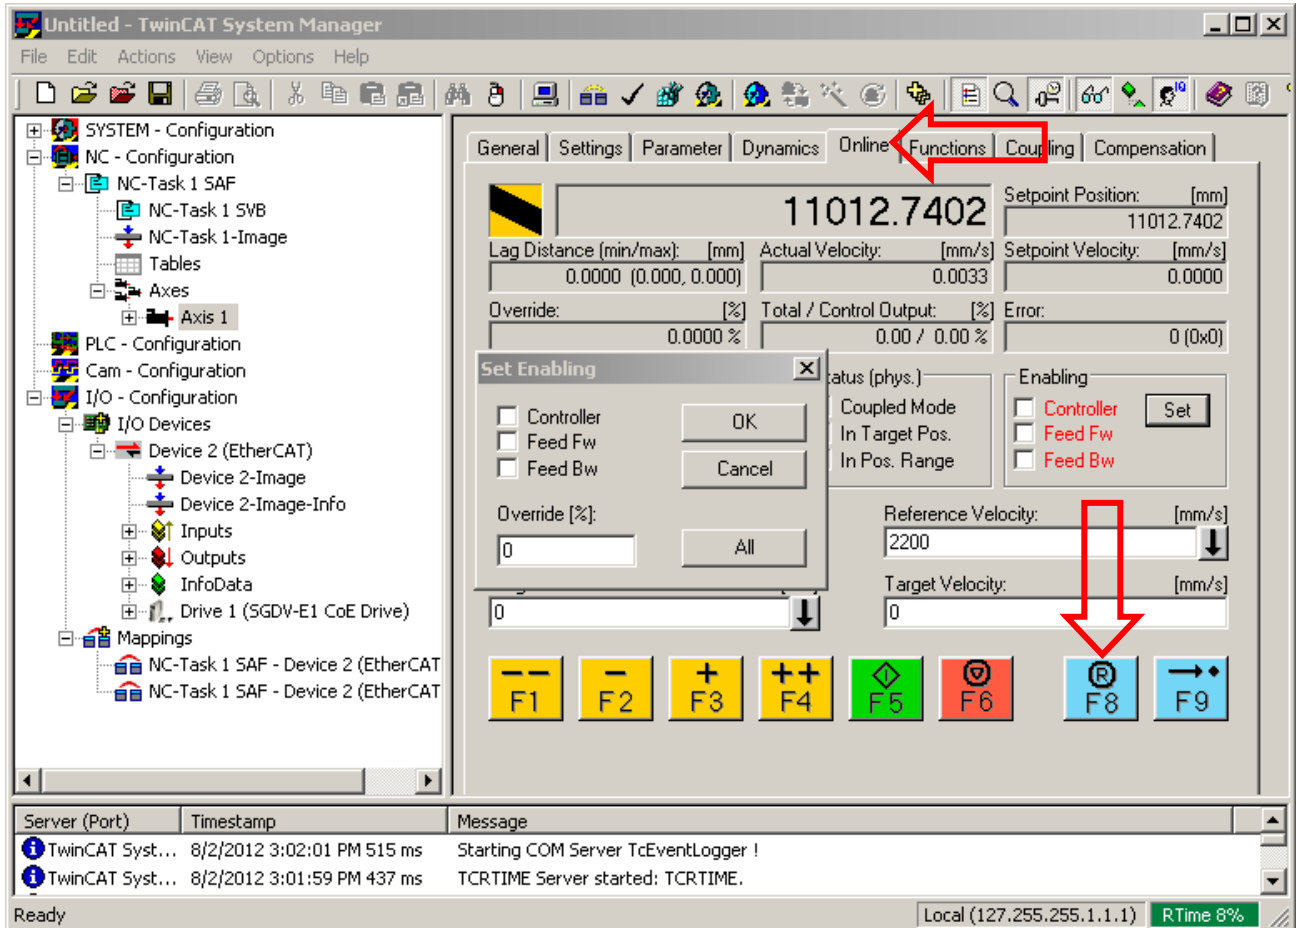 Untitled - TwinCAT System Manager
File Edit Actions View Options Help
SYSTEM - Configuration
NC - Configuration
NC-Task 1 SAF
NC-Task 1 SVB
NC-Task 1-Image
Tables
Axes
Axis 1
PLC - Configuration
Cam - Configuration
I/O - Configuration
I/O Devices
Device 2 (EtherCAT)
Device 2-Image
Device 2-Image-Info
Inputs
Outputs
InfoData
Drive 1 (SGDV-E1 CoE Drive)
Mappings
NC-Task 1 SAF - Device 2 (EtherCAT
NC-Task 1 SAF - Device 2 (EtherCAT
General Settings Parameter Dynamics Online Functions Coupling Compensation
11012.7402
Setpoint Position: [mm]
11012.7402
Lag Distance (min/max): [mm] Actual Velocity: [mm/s] Setpoint Velocity: [mm/s]
0.0000 (0.000, 0.000) 0.0033 0.0000
Override: [%] Total / Control Output: [%] Error:
0.0000 % 0.00 / 0.00 % 0 (0x0)
Set Enabling
Controller
Feed Fw
Feed Bw
OK
Cancel
Override [%]:
0
All
tatus (phys.)
Coupled Mode
In Target Pos.
In Pos. Range
Enabling
Controller
Feed Fw
Feed Bw
Set
Reference Velocity: [mm/s]
2200
Target Velocity: [mm/s]
0
0
-- F1
- F2
+ F3
++ F4
F5
F6
R F8
F9
Server (Port) Timestamp Message
TwinCAT Syst... 8/2/2012 3:02:01 PM 515 ms Starting COM Server TcEventLogger !
TwinCAT Syst... 8/2/2012 3:01:59 PM 437 ms TCRTIME Server started: TCRTIME.
Ready Local (127.255.255.1.1.1) RTime 8%